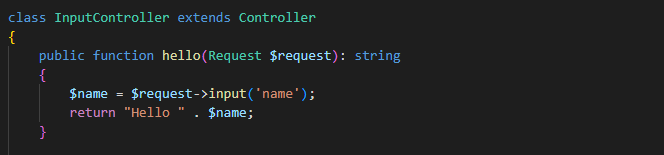 class InputController extends Controller
{
    public function hello(Request $request): string
    {
        $name = $request->input('name');
        return "Hello " . $name;
    }